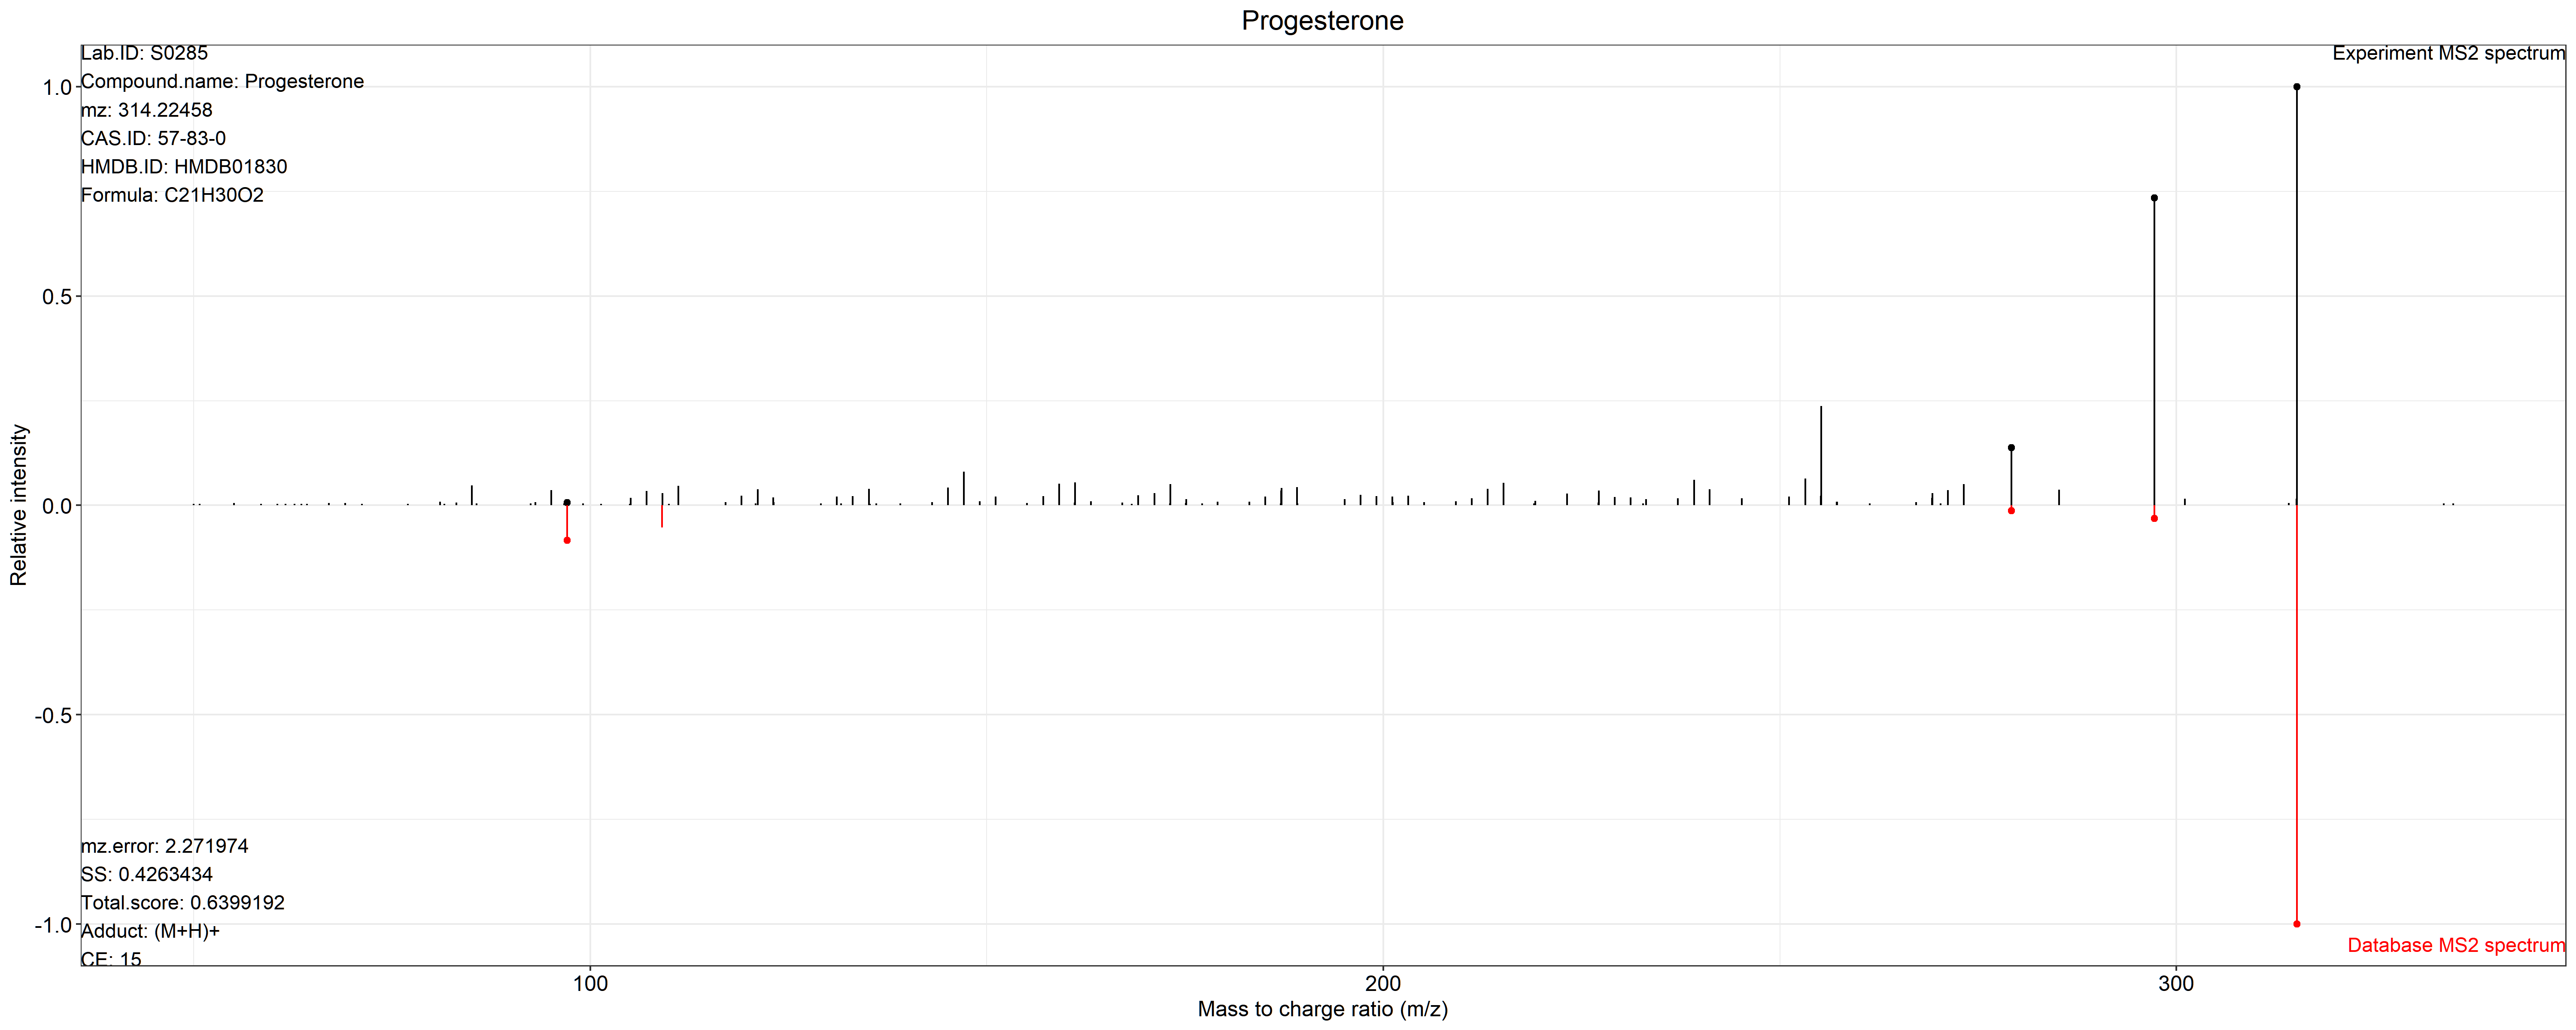 Progesterone
Lab.ID: S0285
Experiment MS2 spectrum
Compound.name: Progesterone
mz: 314.22458
CAS.ID: 57-83-0
HMDB.ID: HMDB01830
Formula: C21H30O2
1.0
0.5
0.0
-0.5
-1.0
Relative intensity
mz.error: 2.271974
SS: 0.4263434
Total.score: 0.6399192
Adduct: (M+H)+
CE: 15
Database MS2 spectrum
100
200
300
Mass to charge ratio (m/z)